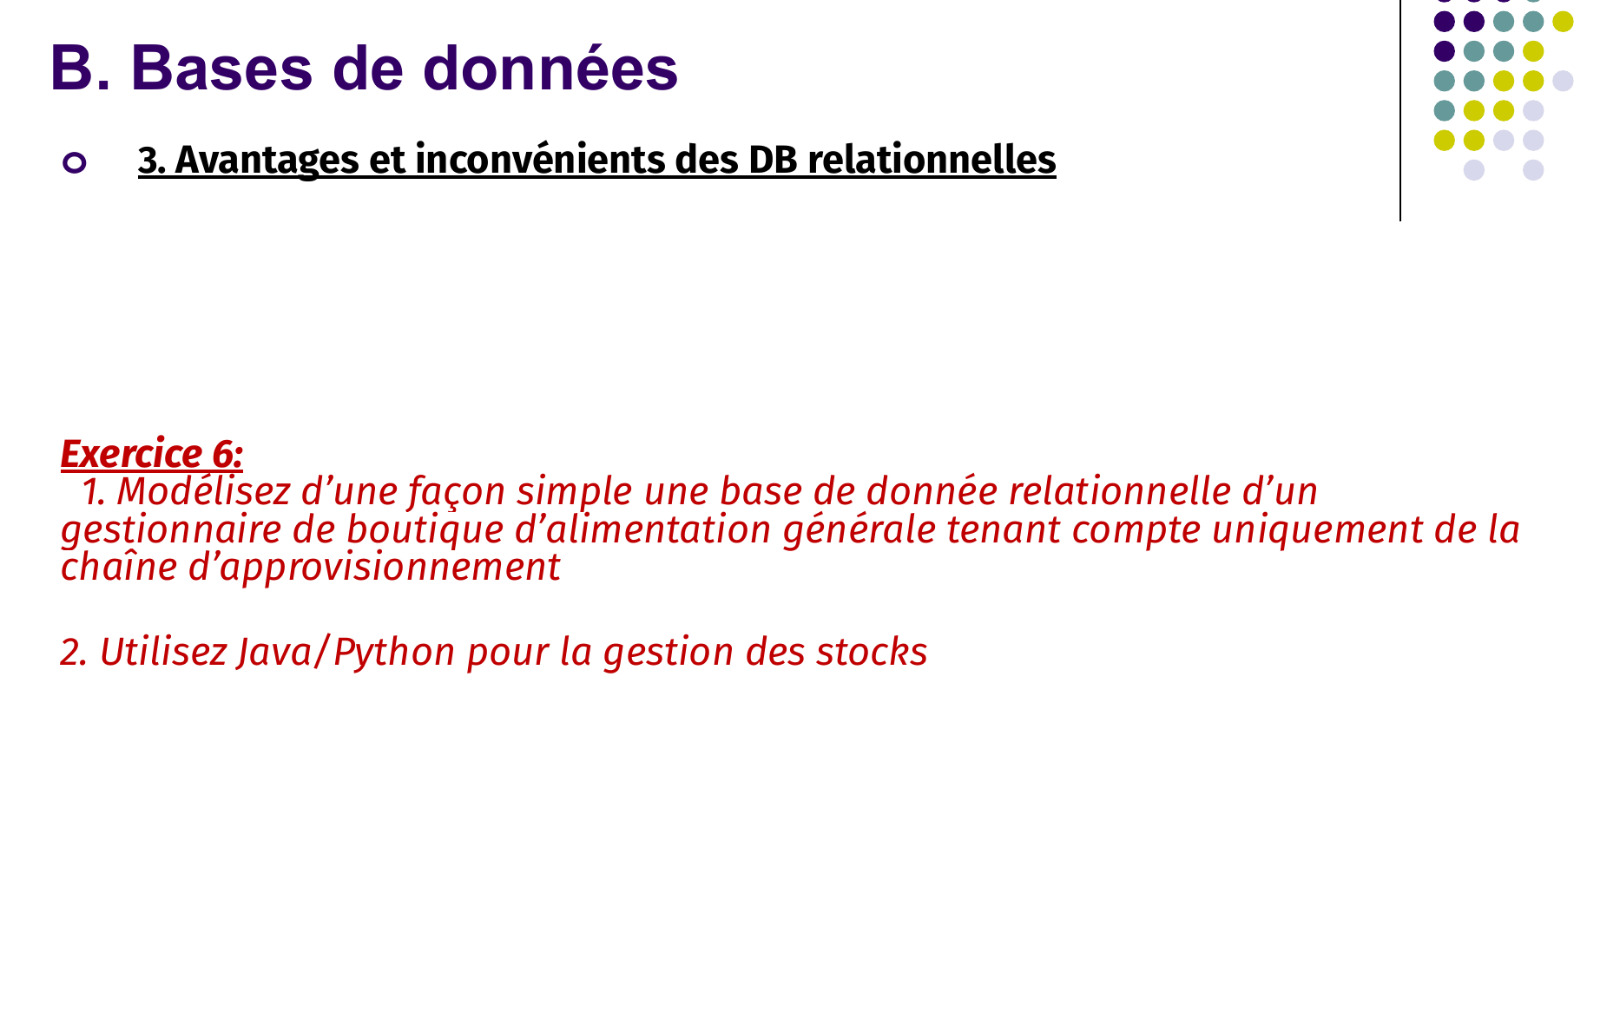 B. Bases de données
3. Avantages et inconvénients des DB relationnelles
Exercice 6:
1. Modélisez d’une façon simple une base de donnée relationnelle d’un
gestionnaire de boutique d’alimentation générale tenant compte uniquement de la
chaîne d’approvisionnement
2. Utilisez Java/Python pour la gestion des stocks